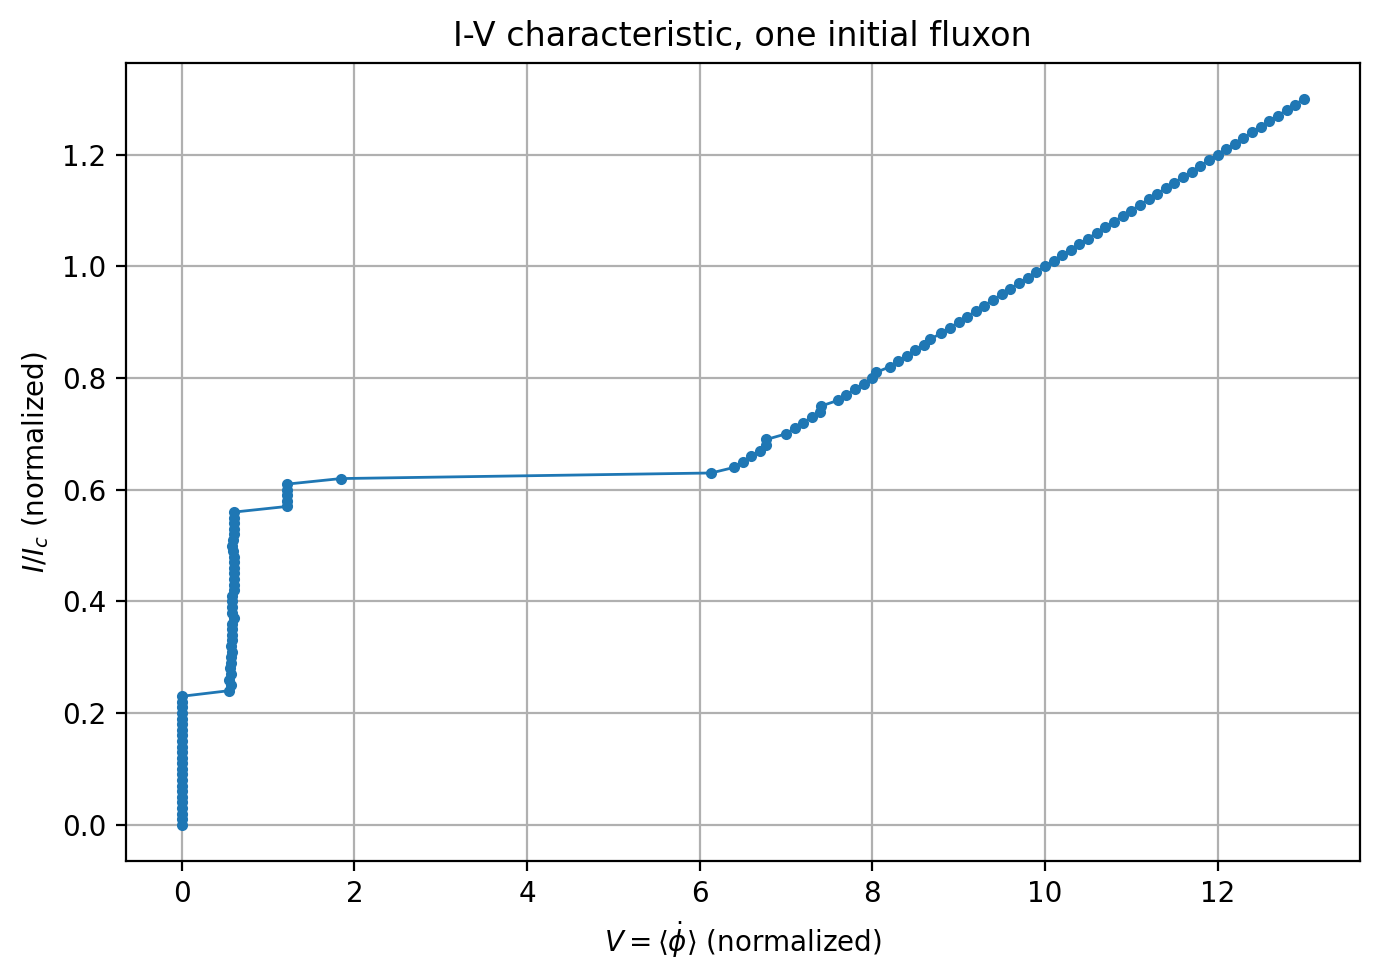 I-V characteristic, one initial fluxon
I/I_c (normalized)
1.2
1.0
0.8
0.6
0.4
0.2
0.0
0 2 4 6 8 10 12
V = ⟨ϕ̇⟩ (normalized)